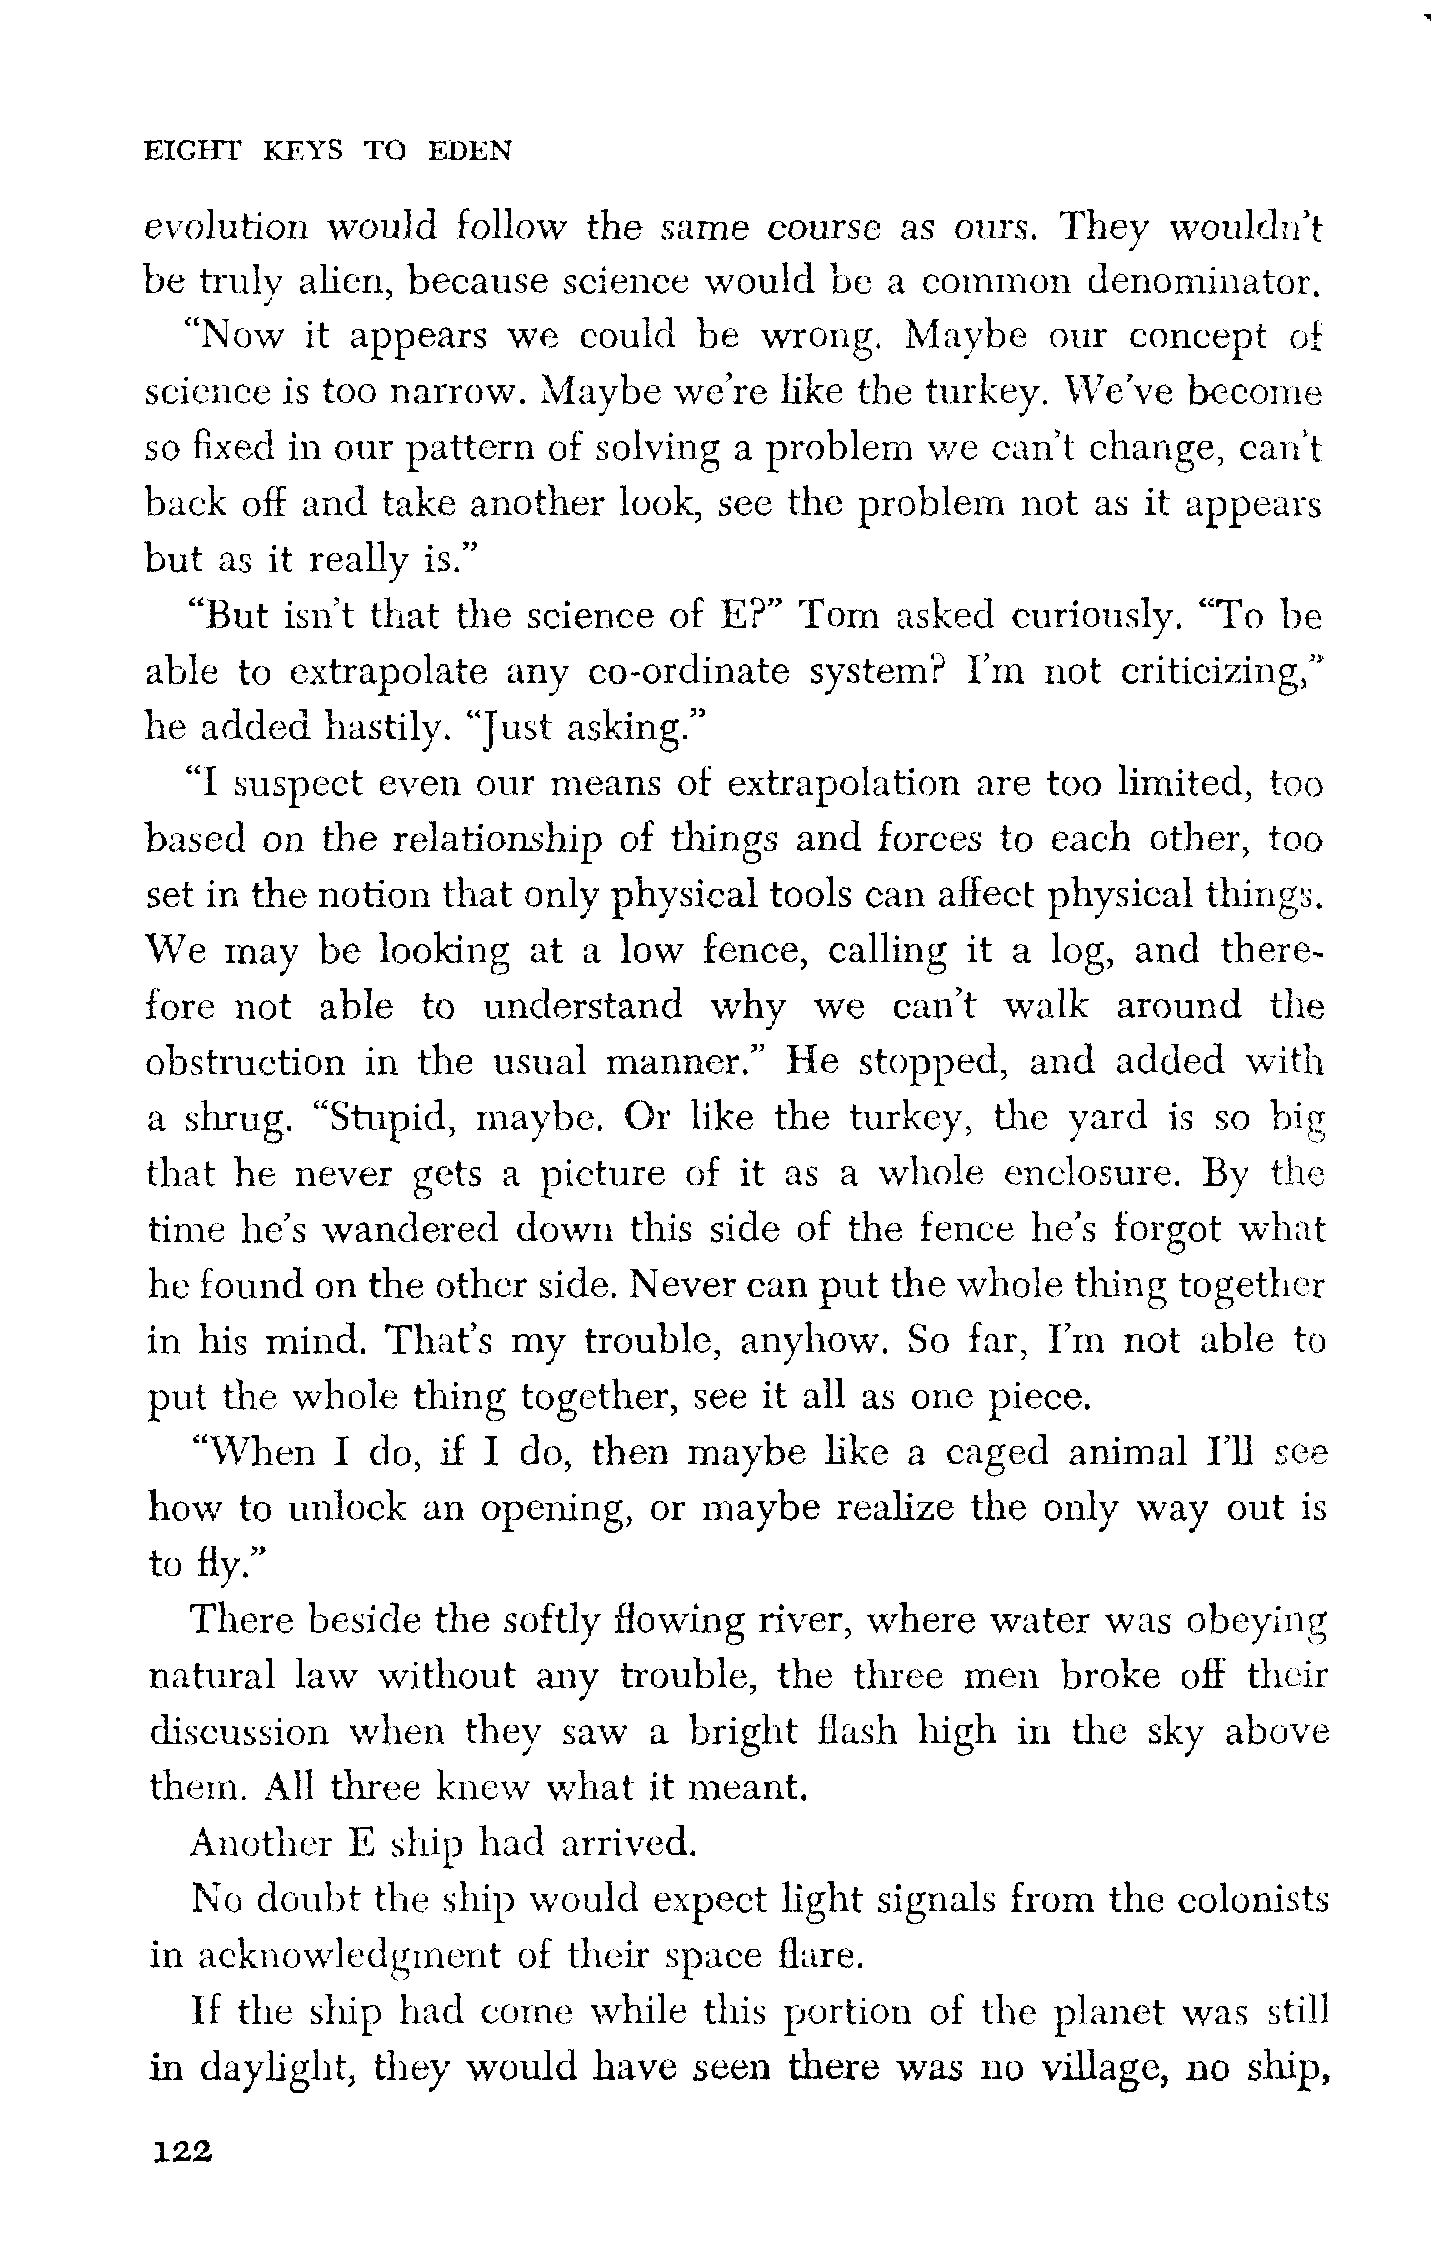 EIGHT KEYS TO EDEN
evolution would follow the same course as ours. They wouldn't
be truly alien, because science would be a common denominator.
"Now it appears we could be wrong. Maybe our concept of
science is too narrow. Maybe we're like the turkey. We've become
so fixed in our pattern of solving a problem we can't change, can't
back off and take another look, see the problem not as it appears
but as it really is."
"But isn't that the science of E?" Tom asked curiously. "To be
able to extrapolate any co-ordinate system? I'm not criticizing,"
he added hastily. "Just asking."
"I suspect even our means of extrapolation are too limited, too
based on the relationship of things and forces to each other, too
set in the notion that only physical tools can affect physical things.
We may be looking at a low fence, calling it a log, and there-
fore not able to understand why we can't walk around the
obstruction in the usual manner." He stopped, and added with
a shrug. "Stupid, maybe. Or like the turkey, the yard is so big
that he never gets a picture of it as a whole enclosure. By the
time he's wandered down this side of the fence he's forgot what
he found on the other side. Never can put the whole thing together
in his mind. That's my trouble, anyhow. So far, I'm not able to
put the whole thing together, see it all as one piece.
"When I do, if I do, then maybe like a caged animal I'll see
how to unlock an opening, or maybe realize the only way out is
to fly."
There beside the softly flowing river, where water was obeying
natural law without any trouble, the three men broke off their
discussion when they saw a bright flash high in the sky above
them. All three knew what it meant.
Another E ship had arrived.
No doubt the ship would expect light signals from the colonists
in acknowledgment of their space flare.
If the ship had come while this portion of the planet was still
in daylight, they would have seen there was no village, no ship,
122